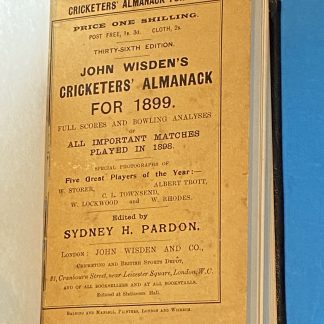 CRICKETERS' ALMANACK FOR
PRICE ONE SHILLING.
POST FREE, 1s. 3d. CLOTH, 2s.
THIRTY-SIXTH EDITION.
JOHN WISDEN'S
CRICKETERS' ALMANACK
FOR 1899.
FULL SCORES AND BOWLING ANALYSES
OF
ALL IMPORTANT MATCHES
PLAYED IN 1898.
SPECIAL PHOTOGRAPHS OF
Five Great Players of the Year:—
W. STORER, ALBERT TROTT,
C. L. TOWNSEND,
W. LOCKWOOD AND W. RHODES.
Edited by
SYDNEY H. PARDON.
LONDON: JOHN WISDEN AND CO.,
CRICKETING AND BRITISH SPORTS DEPÔT,
21, Cranbourn Street, near Leicester Square, London, W.C.
AND OF ALL BOOKSELLERS AND AT ALL BOOKSTALLS.
Entered at Stationers Hall.
PRINTERS, LONDON AND